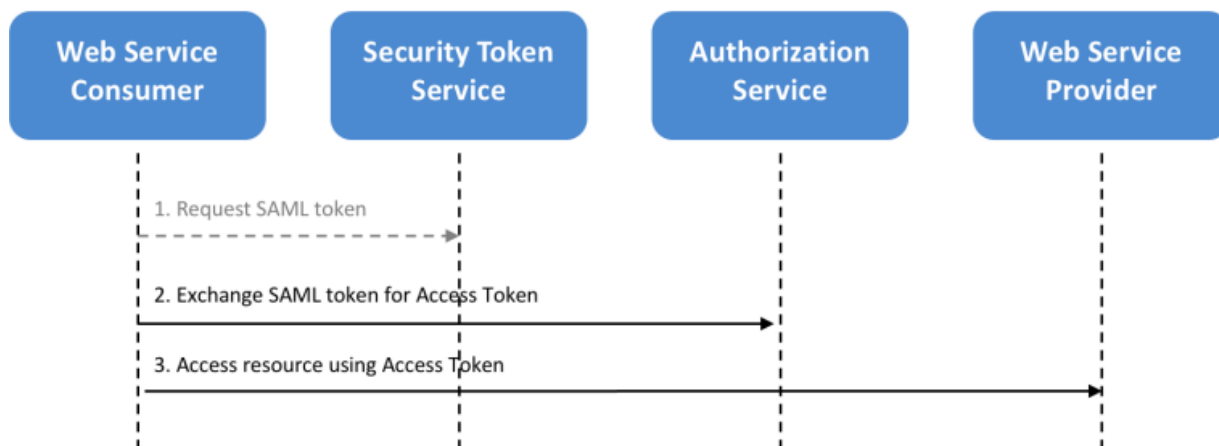 Web Service
Consumer
Security Token
Service
Authorization
Service
Web Service
Provider
1. Request SAML token
2. Exchange SAML token for Access Token
3. Access resource using Access Token